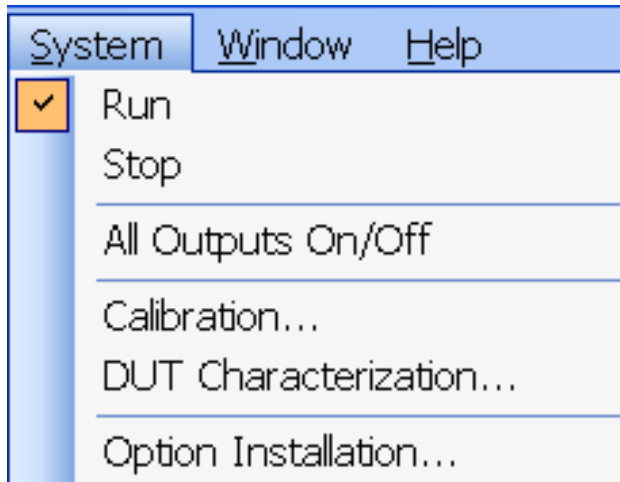 System Window Help
Run
Stop
All Outputs On/Off
Calibration...
DUT Characterization...
Option Installation...